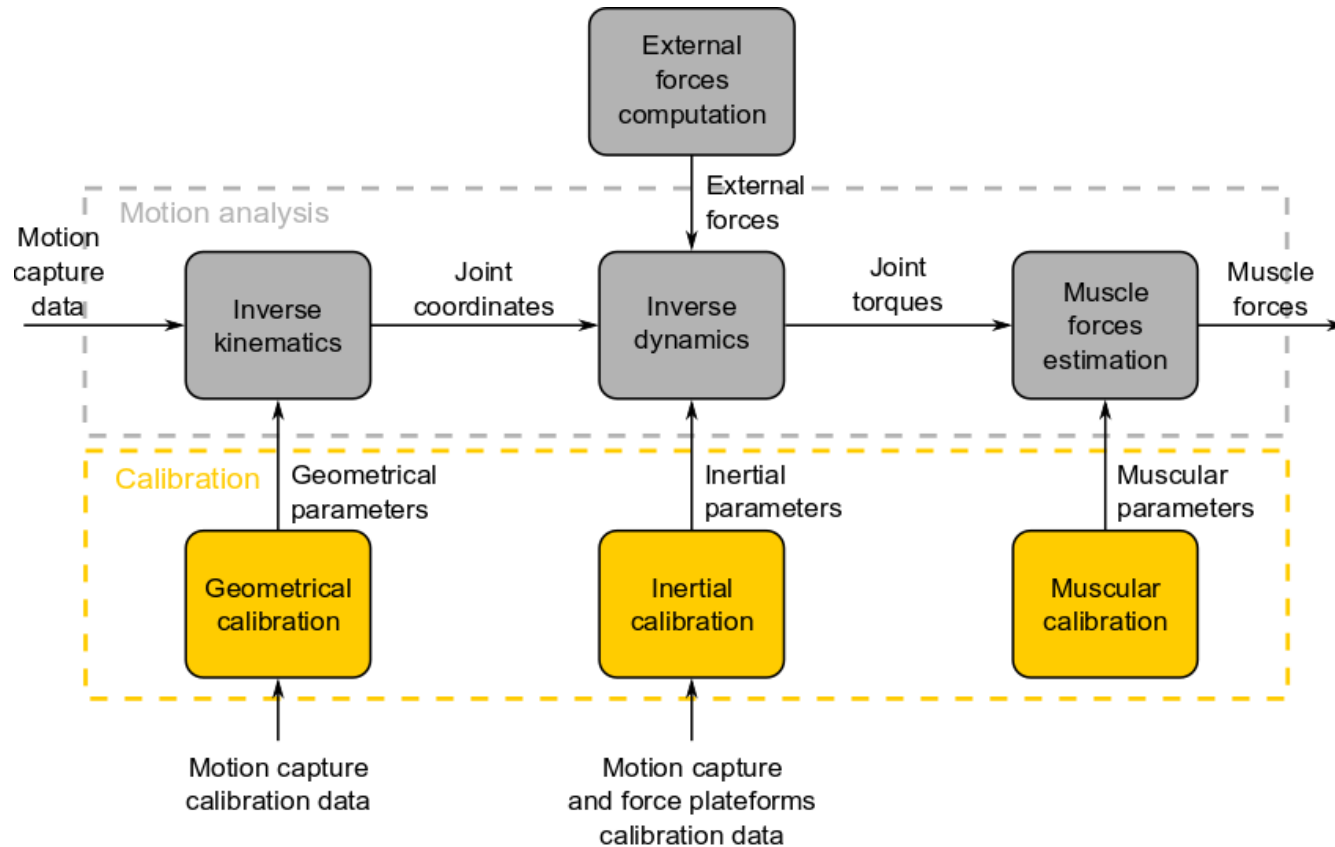 External
forces
computation
External
forces
Motion analysis
Motion
capture
data
Inverse
kinematics
Joint
coordinates
Inverse
dynamics
Joint
torques
Muscle
forces
estimation
Muscle
forces
Calibration
Geometrical
parameters
Inertial
parameters
Muscular
parameters
Geometrical
calibration
Inertial
calibration
Muscular
calibration
Motion capture
calibration data
Motion capture
and force plateforms
calibration data